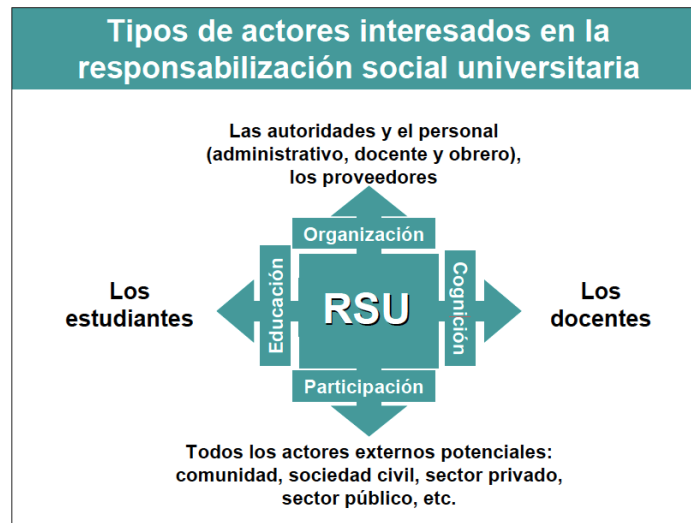 Tipos de actores interesados en la
responsabilización social universitaria
Las autoridades y el personal
(administrativo, docente y obrero),
los proveedores
Organización
Los
estudiantes
Educación
RSU
Cognición
Los
docentes
Participación
Todos los actores externos potenciales:
comunidad, sociedad civil, sector privado,
sector público, etc.